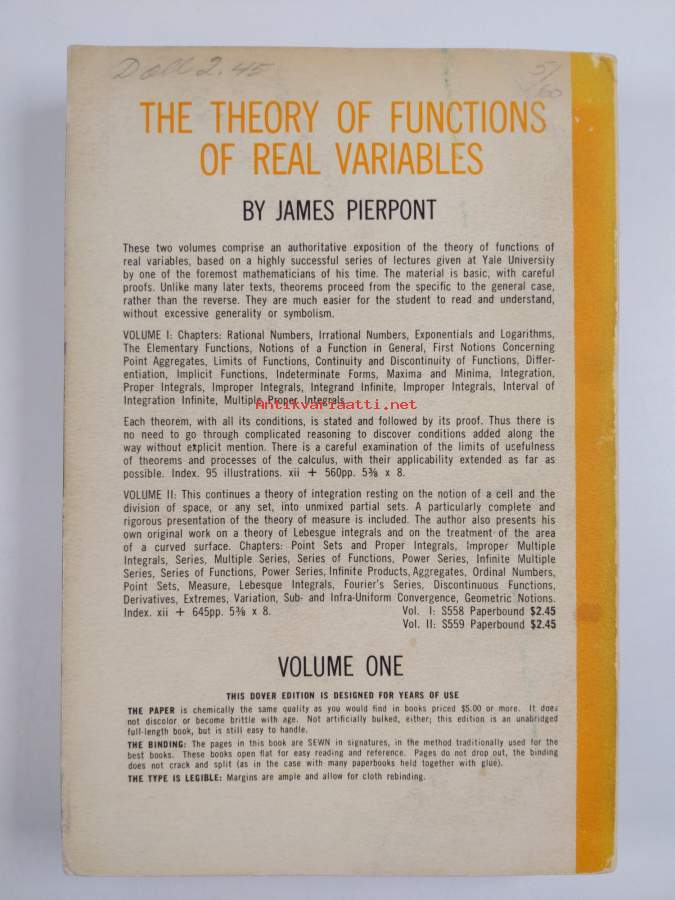 Doll 2.45
THE THEORY OF FUNCTIONS
OF REAL VARIABLES
BY JAMES PIERPONT
These two volumes comprise an authoritative exposition of the theory of functions of
real variables, based on a highly successful series of lectures given at Yale University
by one of the foremost mathematicians of his time. The material is basic, with careful
proofs. Unlike many later texts, theorems proceed from the specific to the general case,
rather than the reverse. They are much easier for the student to read and understand,
without excessive generality or symbolism.
VOLUME I: Chapters: Rational Numbers, Irrational Numbers, Exponentials and Logarithms,
The Elementary Functions, Notions of a Function in General, First Notions Concerning
Point Aggregates, Limits of Functions, Continuity and Discontinuity of Functions, Differ-
entiation, Implicit Functions, Indeterminate Forms, Maxima and Minima, Integration,
Proper Integrals, Improper Integrals, Integrand Infinite, Improper Integrals, Interval of
Integration Infinite, Multiple Proper Integrals.
Antikvariaatti.net
Each theorem, with all its conditions, is stated and followed by its proof. Thus there is
no need to go through complicated reasoning to discover conditions added along the
way without explicit mention. There is a careful examination of the limits of usefulness
of theorems and processes of the calculus, with their applicability extended as far as
possible. Index. 95 illustrations. xii + 560pp. 5⅜ x 8.
VOLUME II: This continues a theory of integration resting on the notion of a cell and the
division of space, or any set, into unmixed partial sets. A particularly complete and
rigorous presentation of the theory of measure is included. The author also presents his
own original work on a theory of Lebesgue integrals and on the treatment of the area
of a curved surface. Chapters: Point Sets and Proper Integrals, Improper Multiple
Integrals, Series, Multiple Series, Series of Functions, Power Series, Infinite Multiple
Series, Series of Functions, Power Series, Infinite Products, Aggregates, Ordinal Numbers,
Point Sets, Measure, Lebesque Integrals, Fourier's Series, Discontinuous Functions,
Derivatives, Extremes, Variation, Sub- and Infra-Uniform Convergence, Geometric Notions.
Index. xii + 645pp. 5⅜ x 8. Vol. I: S558 Paperbound $2.45
Vol. II: S559 Paperbound $2.45
VOLUME ONE
THIS DOVER EDITION IS DESIGNED FOR YEARS OF USE
THE PAPER is chemically the same quality as you would find in books priced $5.00 or more. It does
not discolor or become brittle with age. Not artificially bulked, either; this edition is an unabridged
full-length book, but is still easy to handle.
THE BINDING: The pages in this book are SEWN in signatures, in the method traditionally used for the
best books. These books open flat for easy reading and reference. Pages do not drop out, the binding
does not crack and split (as in the case with many paperbooks held together with glue).
THE TYPE IS LEGIBLE: Margins are ample and allow for cloth rebinding.